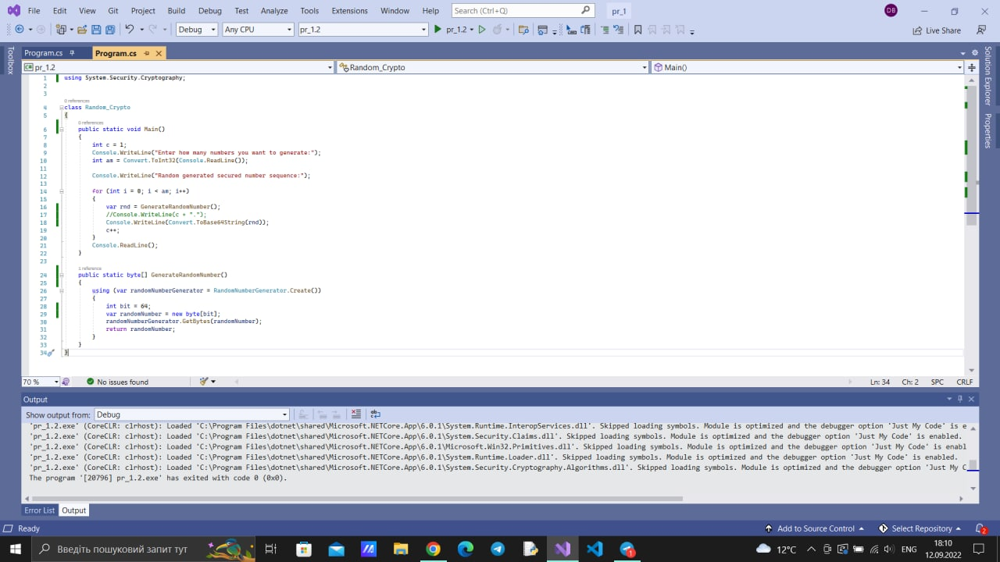 File Edit View Git Project Build Debug Test Analyze Tools Extensions Window Help Search (Ctrl+Q) pr_1 DB
Debug Any CPU pr_1.2 pr_1.2 Live Share
Toolbox
Program.cs Program.cs
pr_1.2 Random_Crypto Main()
1 using System.Security.Cryptography;
2
3
0 references
4 class Random_Crypto
5 {
0 references
6 public static void Main()
7 {
8 int c = 1;
9 Console.WriteLine("Enter how many numbers you want to generate:");
10 int am = Convert.ToInt32(Console.ReadLine());
11
12 Console.WriteLine("Random generated secured number sequence:");
13
14 for (int i = 0; i < am; i++)
15 {
16 var rnd = GenerateRandomNumber();
17 //Console.WriteLine(c + ".");
18 Console.WriteLine(Convert.ToBase64String(rnd));
19 c++;
20 }
21 Console.ReadLine();
22 }
23
1 reference
24 public static byte[] GenerateRandomNumber()
25 {
26 using (var randomNumberGenerator = RandomNumberGenerator.Create())
27 {
28 int bit = 64;
29 var randomNumber = new byte[bit];
30 randomNumberGenerator.GetBytes(randomNumber);
31 return randomNumber;
32 }
33 }
34 }
Solution Explorer
Properties
70 % No issues found Ln: 34 Ch: 2 SPC CRLF
Output
Show output from: Debug
'pr_1.2.exe' (CoreCLR: clrhost): Loaded 'C:\Program Files\dotnet\shared\Microsoft.NETCore.App\6.0.1\System.Runtime.InteropServices.dll'. Skipped loading symbols. Module is optimized and the debugger option 'Just My Code' is e
'pr_1.2.exe' (CoreCLR: clrhost): Loaded 'C:\Program Files\dotnet\shared\Microsoft.NETCore.App\6.0.1\System.Security.Claims.dll'. Skipped loading symbols. Module is optimized and the debugger option 'Just My Code' is enabled.
'pr_1.2.exe' (CoreCLR: clrhost): Loaded 'C:\Program Files\dotnet\shared\Microsoft.NETCore.App\6.0.1\Microsoft.Win32.Primitives.dll'. Skipped loading symbols. Module is optimized and the debugger option 'Just My Code' is enabl
'pr_1.2.exe' (CoreCLR: clrhost): Loaded 'C:\Program Files\dotnet\shared\Microsoft.NETCore.App\6.0.1\System.Runtime.Loader.dll'. Skipped loading symbols. Module is optimized and the debugger option 'Just My Code' is enabled.
'pr_1.2.exe' (CoreCLR: clrhost): Loaded 'C:\Program Files\dotnet\shared\Microsoft.NETCore.App\6.0.1\System.Security.Cryptography.Algorithms.dll'. Skipped loading symbols. Module is optimized and the debugger option 'Just My C
The program '[20796] pr_1.2.exe' has exited with code 0 (0x0).
Error List Output
Ready Add to Source Control Select Repository 2
Введіть пошуковий запит тут 1 12°C ENG 18:10
12.09.2022